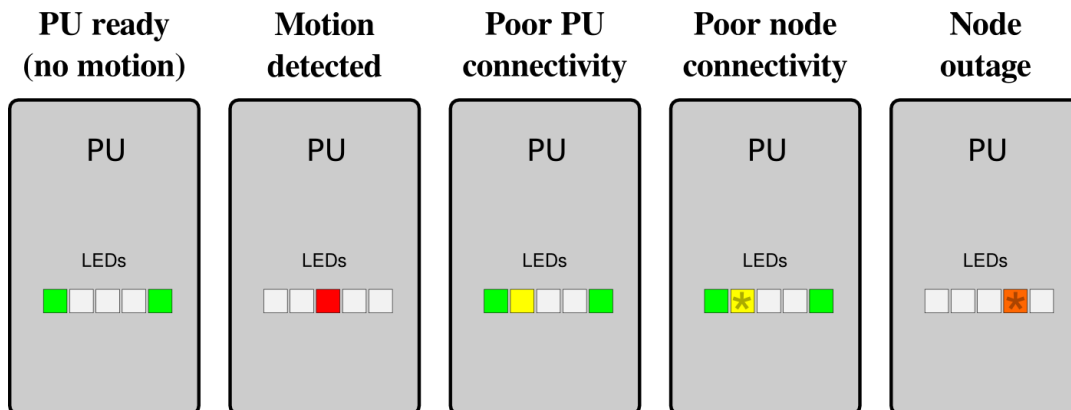 PU ready
(no motion)
Motion
detected
Poor PU
connectivity
Poor node
connectivity
Node
outage
PU
PU
PU
PU
PU
LEDs
LEDs
LEDs
LEDs
LEDs
*
*